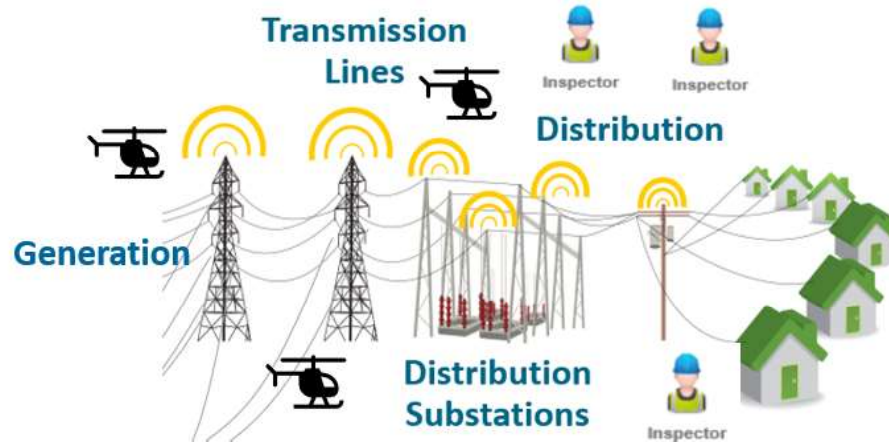 Transmission
Lines
Inspector
Inspector
Distribution
Generation
Distribution
Substations
Inspector